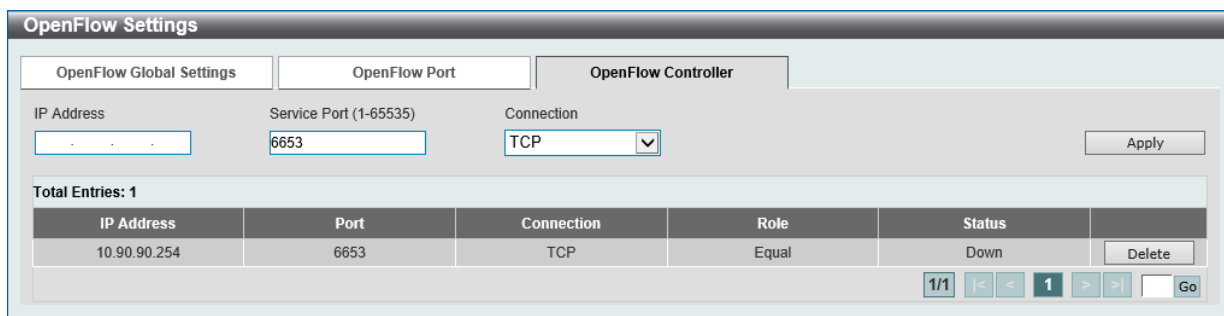 OpenFlow Settings
OpenFlow Global Settings OpenFlow Port OpenFlow Controller
IP Address Service Port (1-65535) Connection
. . . 6653 TCP Apply
Total Entries: 1
IP Address Port Connection Role Status
10.90.90.254 6653 TCP Equal Down Delete
1/1 |< < 1 > >| Go